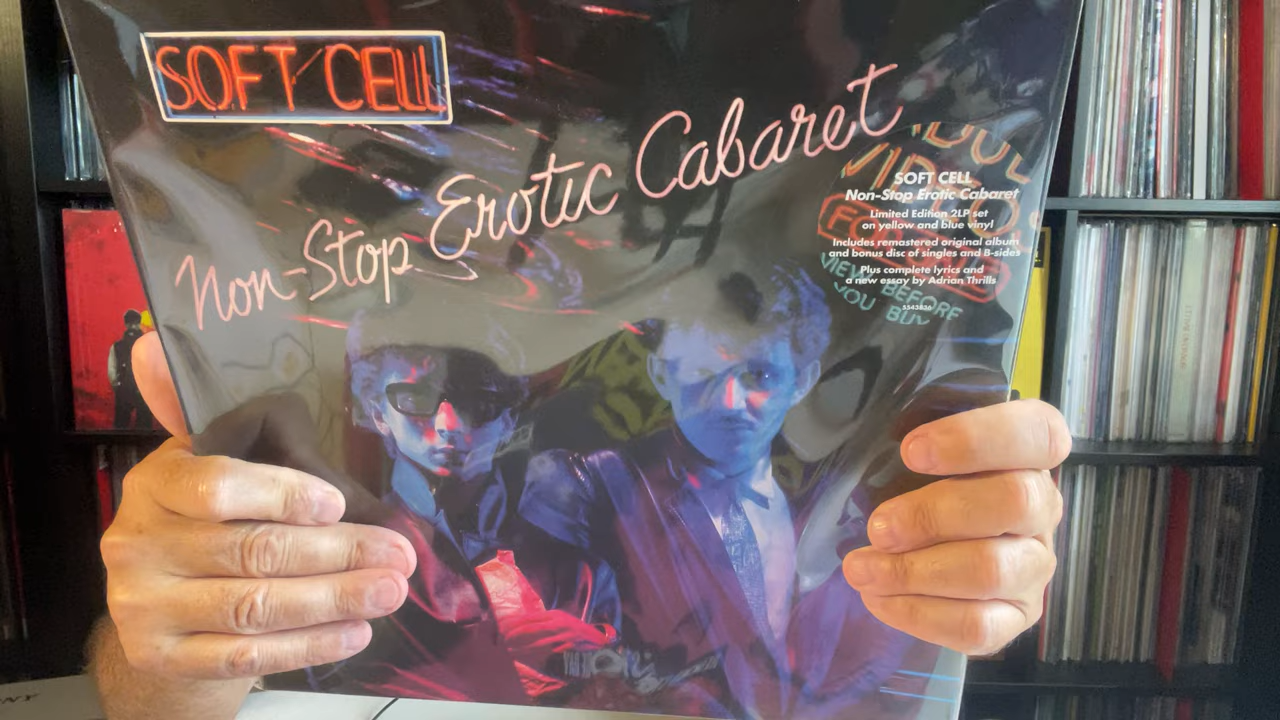 SOFT CELL
Non-Stop Erotic Cabaret
SOFT CELL
Non-Stop Erotic Cabaret
Limited Edition 2LP set
on yellow and blue vinyl
Includes remastered original album
and bonus disc of singles and B-sides
Plus complete lyrics and
a new essay by Adrian Thrills
VIEW BEFORE
YOU BUY